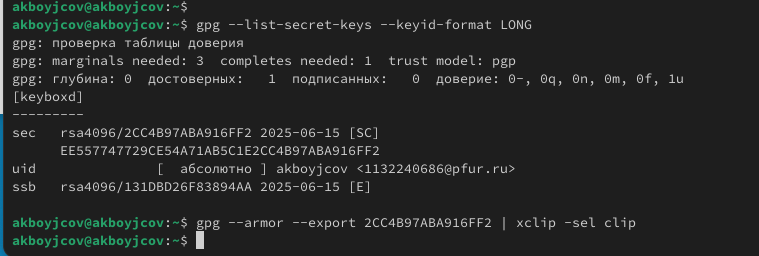 akboyjcov@akboyjcov:~$
akboyjcov@akboyjcov:~$ gpg --list-secret-keys --keyid-format LONG
gpg: проверка таблицы доверия
gpg: marginals needed: 3  completes needed: 1  trust model: pgp
gpg: глубина: 0  достоверных:   1  подписанных:   0  доверие: 0-, 0q, 0n, 0m, 0f, 1u
[keyboxd]
---------
sec   rsa4096/2CC4B97ABA916FF2 2025-06-15 [SC]
      EE557747729CE54A71AB5C1E2CC4B97ABA916FF2
uid              [  абсолютно ] akboyjcov <1132240686@pfur.ru>
ssb   rsa4096/131DBD26F83894AA 2025-06-15 [E]
akboyjcov@akboyjcov:~$ gpg --armor --export 2CC4B97ABA916FF2 | xclip -sel clip
akboyjcov@akboyjcov:~$